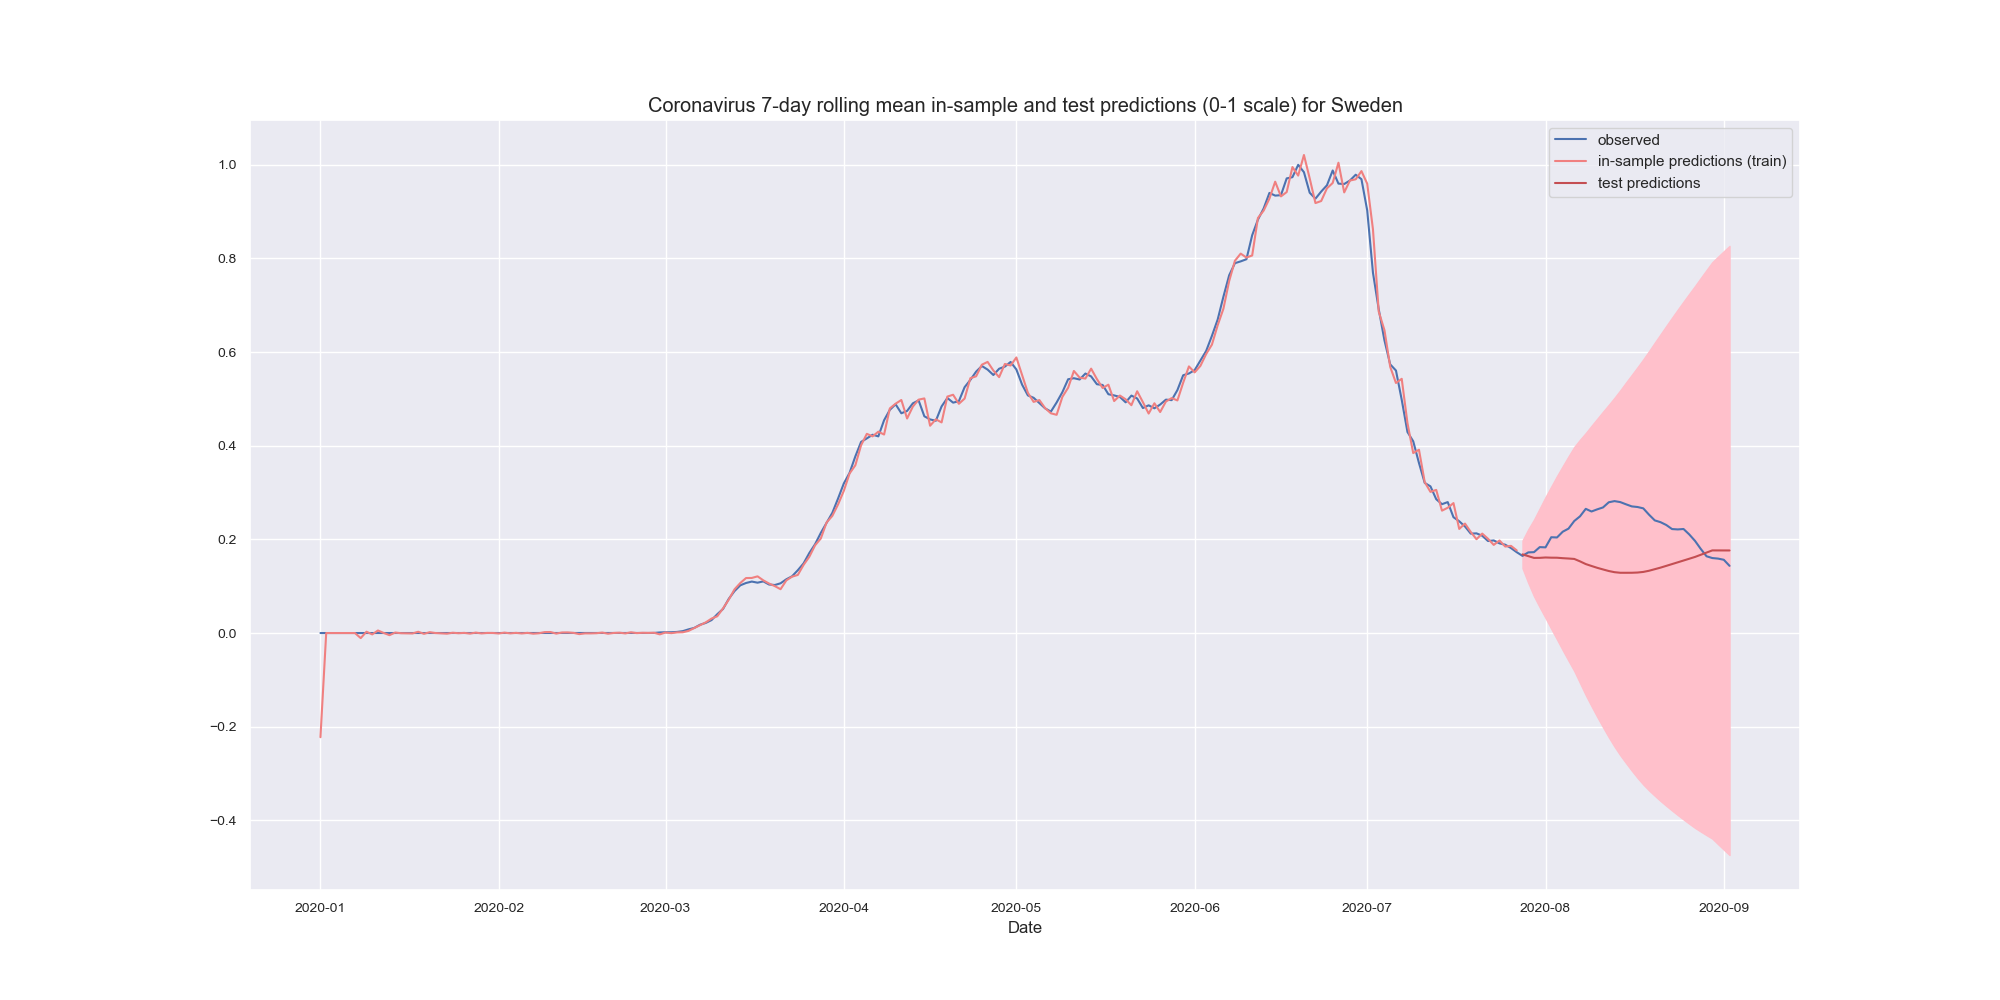 Coronavirus 7-day rolling mean in-sample and test predictions (0-1 scale) for Sweden
observed
in-sample predictions (train)
test predictions
1.0
0.8
0.6
0.4
0.2
0.0
−0.2
−0.4
2020-01 2020-02 2020-03 2020-04 2020-05 2020-06 2020-07 2020-08 2020-09
Date